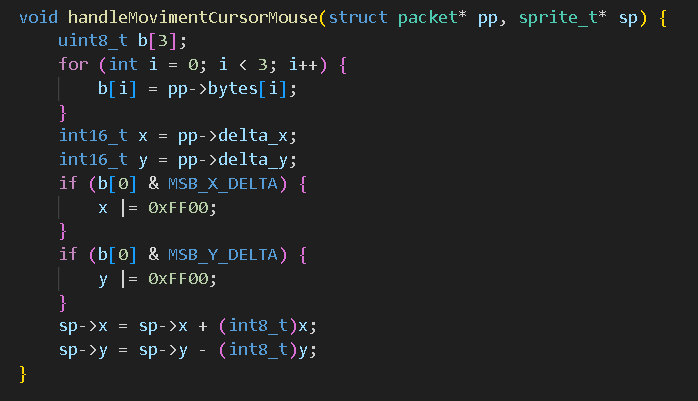 void handleMovimentCursorMouse(struct packet* pp, sprite_t* sp) {
    uint8_t b[3];
    for (int i = 0; i < 3; i++) {
        b[i] = pp->bytes[i];
    }
    int16_t x = pp->delta_x;
    int16_t y = pp->delta_y;
    if (b[0] & MSB_X_DELTA) {
        x |= 0xFF00;
    }
    if (b[0] & MSB_Y_DELTA) {
        y |= 0xFF00;
    }
    sp->x = sp->x + (int8_t)x;
    sp->y = sp->y - (int8_t)y;
}